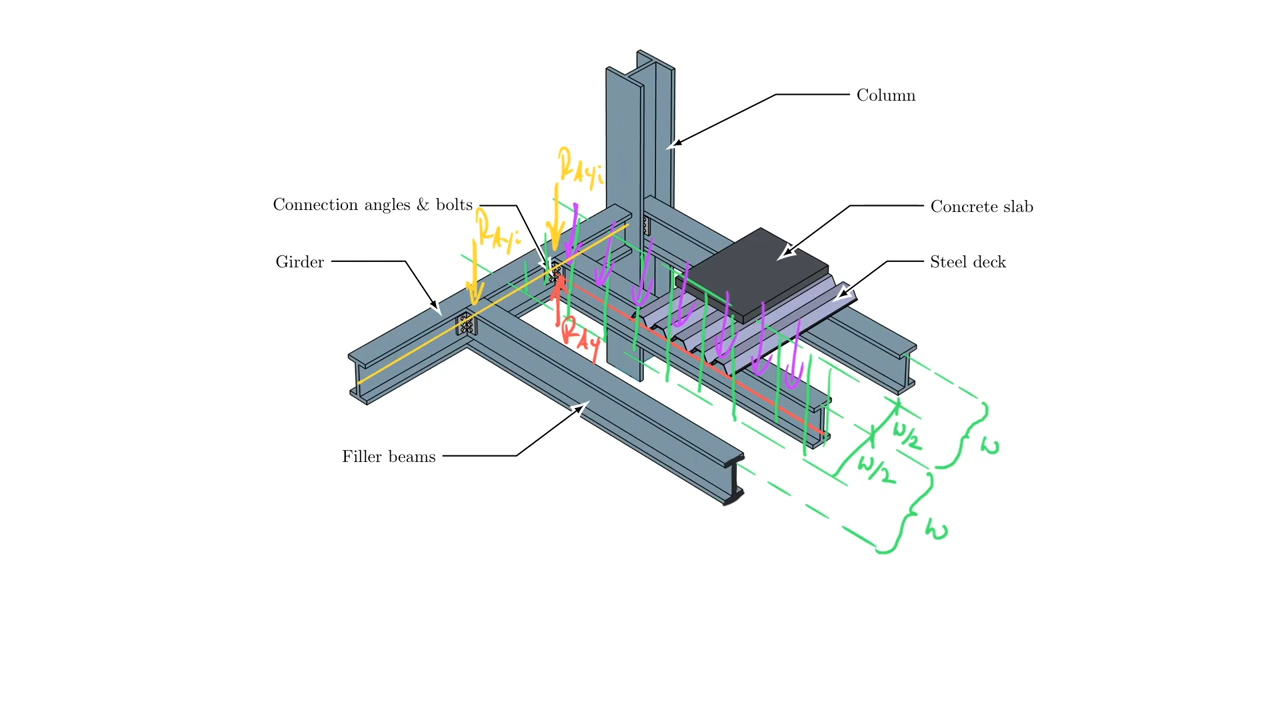 Column
RAyi
Connection angles & bolts
Concrete slab
RAyi
Girder
Steel deck
RAy
w/2
w
w/2
Filler beams
w